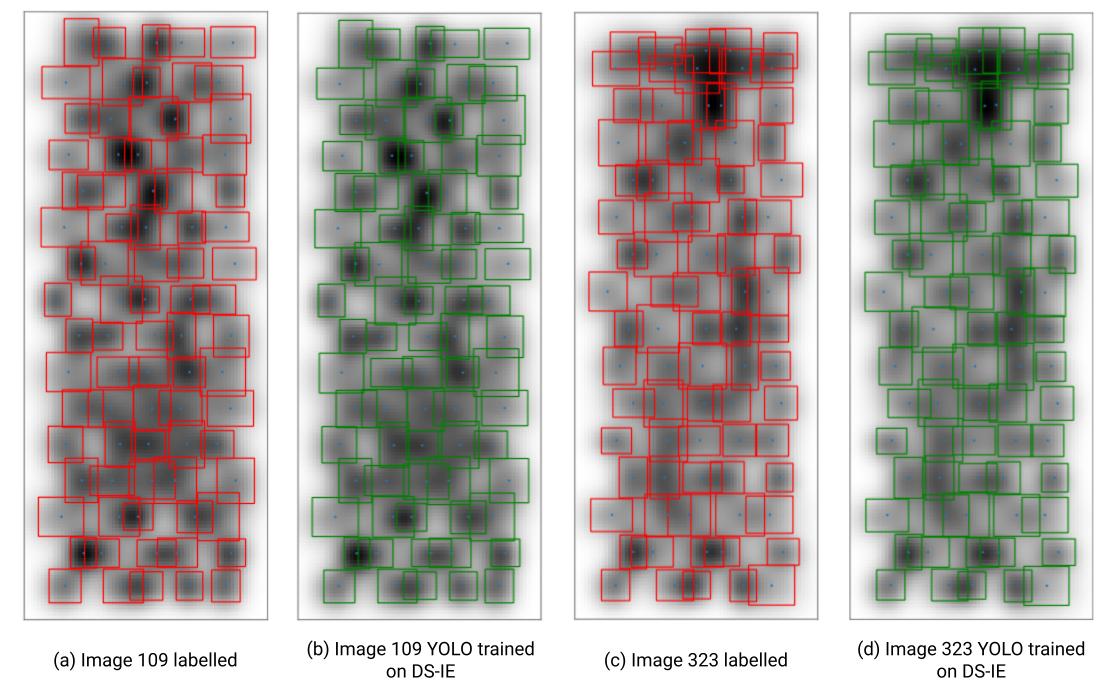 (a) Image 109 labelled
(b) Image 109 YOLO trained
on DS-IE
(c) Image 323 labelled
(d) Image 323 YOLO trained
on DS-IE